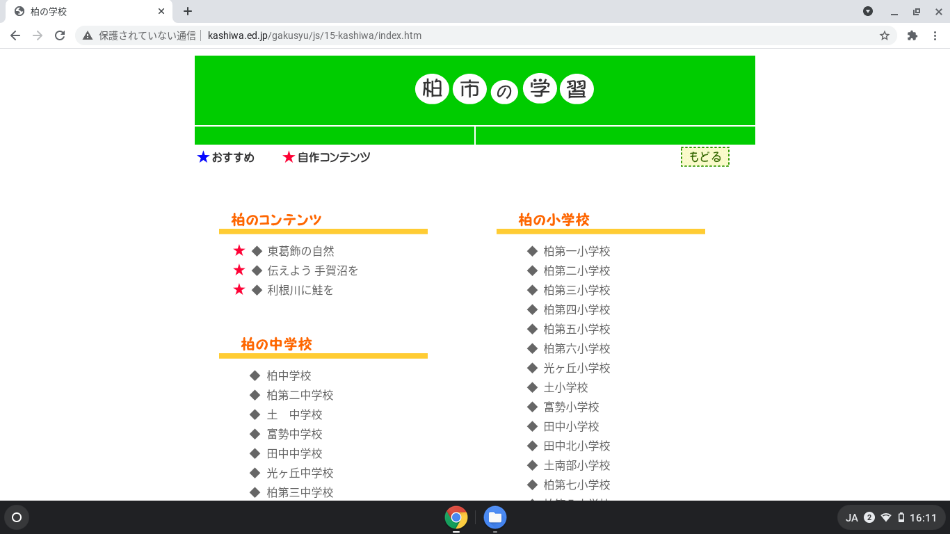 柏の学校
保護されていない通信 | kashiwa.ed.jp/gakusyu/js/15-kashiwa/index.htm
柏市の学習
★おすすめ ★自作コンテンツ もどる
柏のコンテンツ
★ ◆ 東葛飾の自然
★ ◆ 伝えよう 手賀沼を
★ ◆ 利根川に鮭を
柏の中学校
◆ 柏中学校
◆ 柏第二中学校
◆ 土　中学校
◆ 富勢中学校
◆ 田中中学校
◆ 光ヶ丘中学校
◆ 柏第三中学校
柏の小学校
◆ 柏第一小学校
◆ 柏第二小学校
◆ 柏第三小学校
◆ 柏第四小学校
◆ 柏第五小学校
◆ 柏第六小学校
◆ 光ヶ丘小学校
◆ 土小学校
◆ 富勢小学校
◆ 田中小学校
◆ 田中北小学校
◆ 土南部小学校
◆ 柏第七小学校
JA 2 16:11